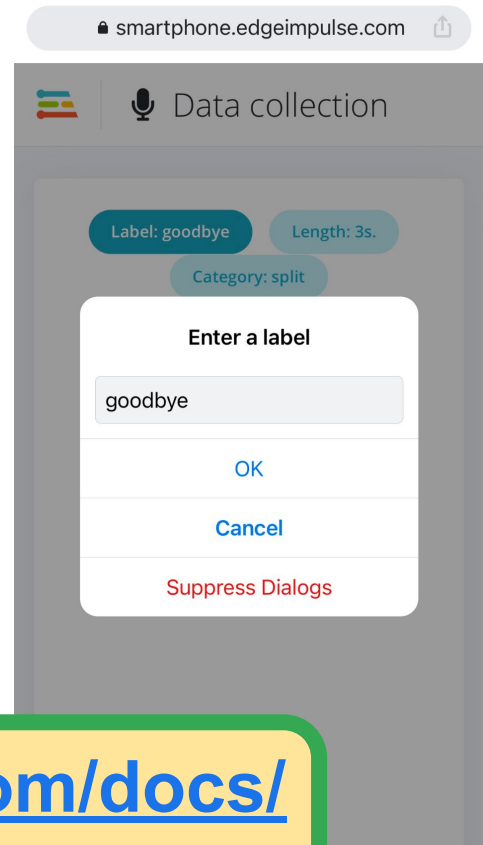 smartphone.edgeimpulse.com
Data collection
Label: goodbye Length: 3s.
Category: split
Enter a label
goodbye
OK
Cancel
Suppress Dialogs
om/docs/